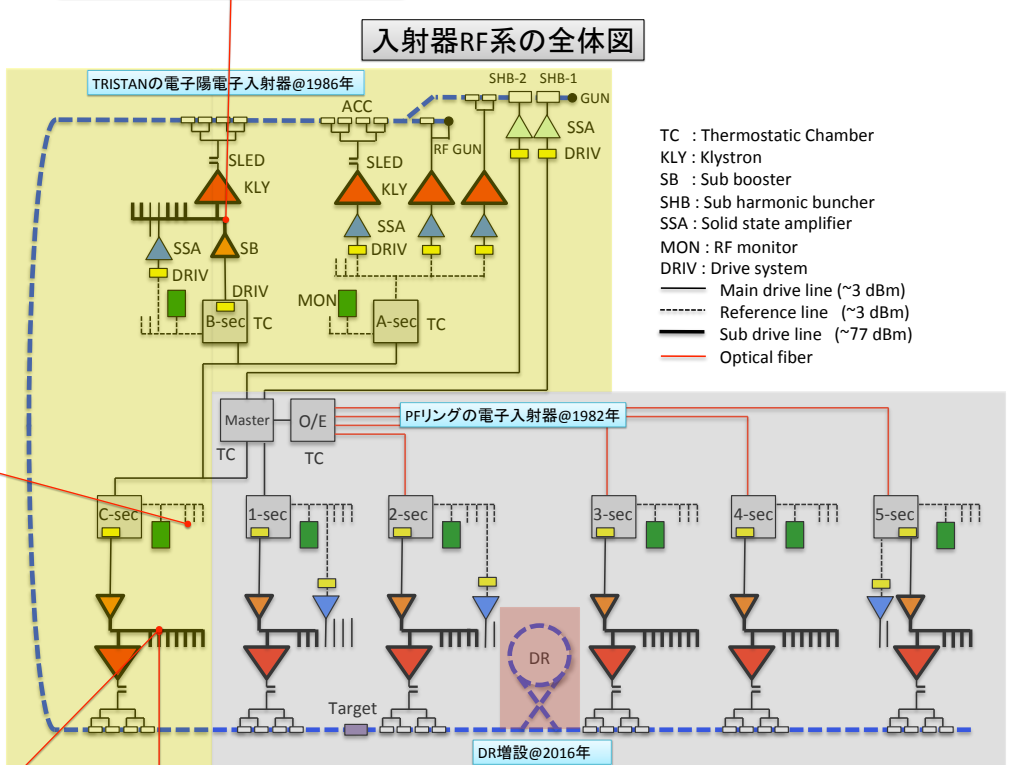 入射器RF系の全体図
TRISTANの電子陽電子入射器@1986年
SHB-2
SHB-1
GUN
ACC
SSA
RF GUN
DRIV
SLED
SLED
KLY
KLY
SSA
DRIV
SSA
SB
DRIV
DRIV
MON
B-sec
TC
A-sec
TC
TC : Thermostatic Chamber
KLY : Klystron
SB : Sub booster
SHB : Sub harmonic buncher
SSA : Solid state amplifier
MON : RF monitor
DRIV : Drive system
Main drive line (~3 dBm)
Reference line (~3 dBm)
Sub drive line (~77 dBm)
Optical fiber
Master
O/E
PFリングの電子入射器@1982年
TC
TC
C-sec
1-sec
2-sec
3-sec
4-sec
5-sec
DR
Target
DR増設@2016年